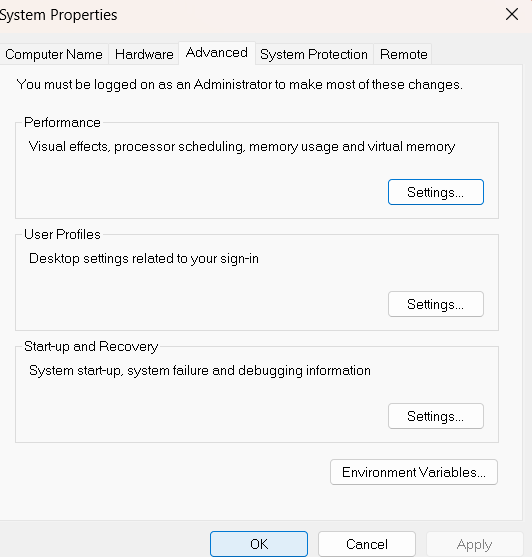 System Properties
Computer Name Hardware Advanced System Protection Remote
You must be logged on as an Administrator to make most of these changes.
Performance
Visual effects, processor scheduling, memory usage and virtual memory
Settings...
User Profiles
Desktop settings related to your sign-in
Settings...
Start-up and Recovery
System start-up, system failure and debugging information
Settings...
Environment Variables...
OK Cancel Apply